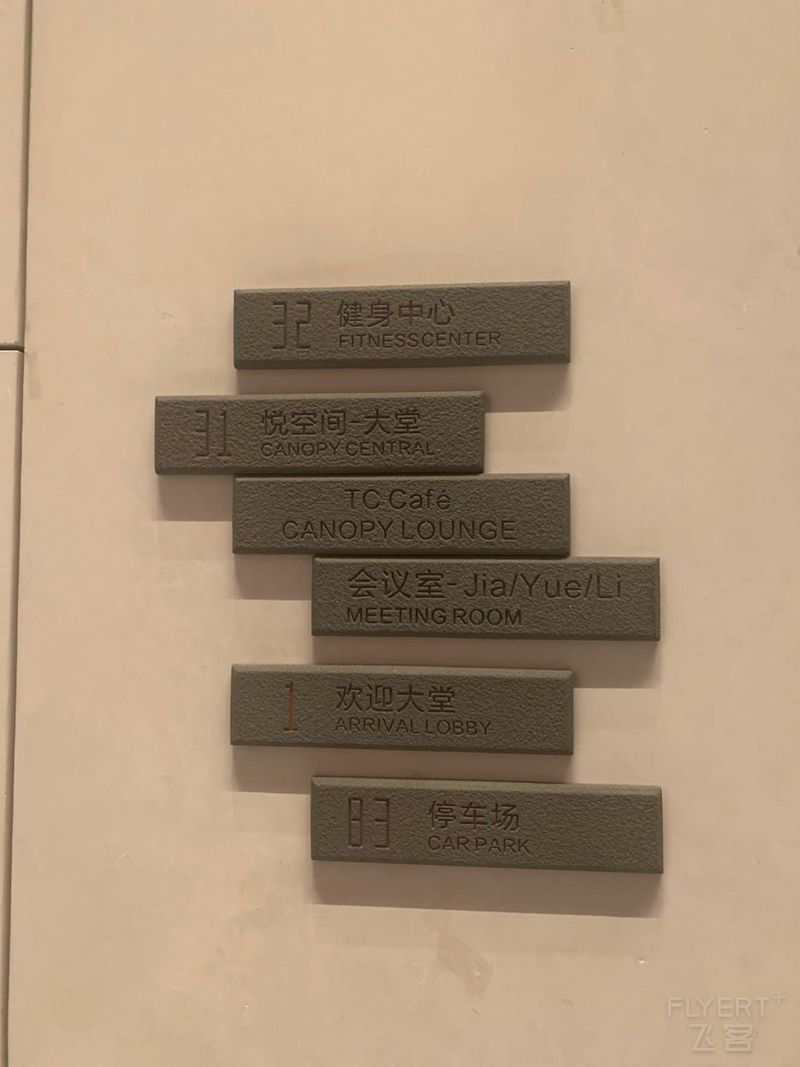 32 健身中心
FITNESSCENTER
31 悦空间-大堂
CANOPY CENTRAL
TC Café
CANOPY LOUNGE
会议室-Jia/Yue/Li
MEETING ROOM
1 欢迎大堂
ARRIVAL LOBBY
B3 停车场
CAR PARK
FLYERT+
飞客